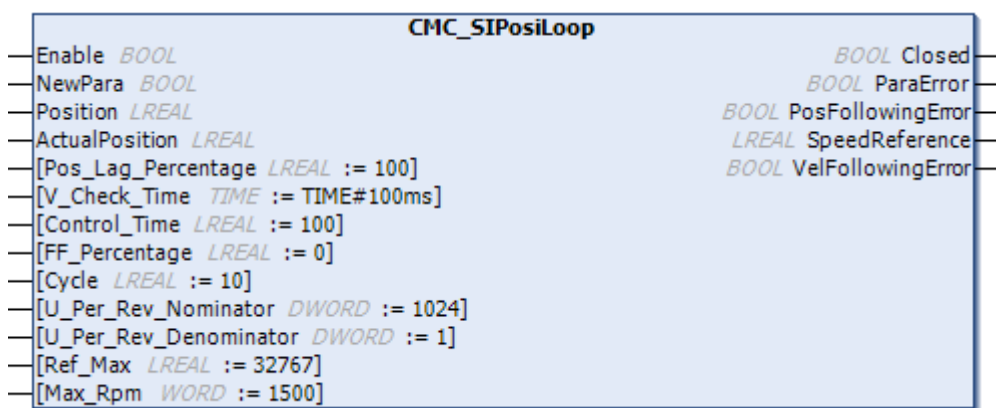 CMC_SIPosiLoop
Enable BOOL BOOL Closed
NewPara BOOL BOOL ParaError
Position LREAL BOOL PosFollowingError
ActualPosition LREAL LREAL SpeedReference
[Pos_Lag_Percentage LREAL := 100] BOOL VelFollowingError
[V_Check_Time TIME := TIME#100ms]
[Control_Time LREAL := 100]
[FF_Percentage LREAL := 0]
[Cycle LREAL := 10]
[U_Per_Rev_Nominator DWORD := 1024]
[U_Per_Rev_Denominator DWORD := 1]
[Ref_Max LREAL := 32767]
[Max_Rpm WORD := 1500]